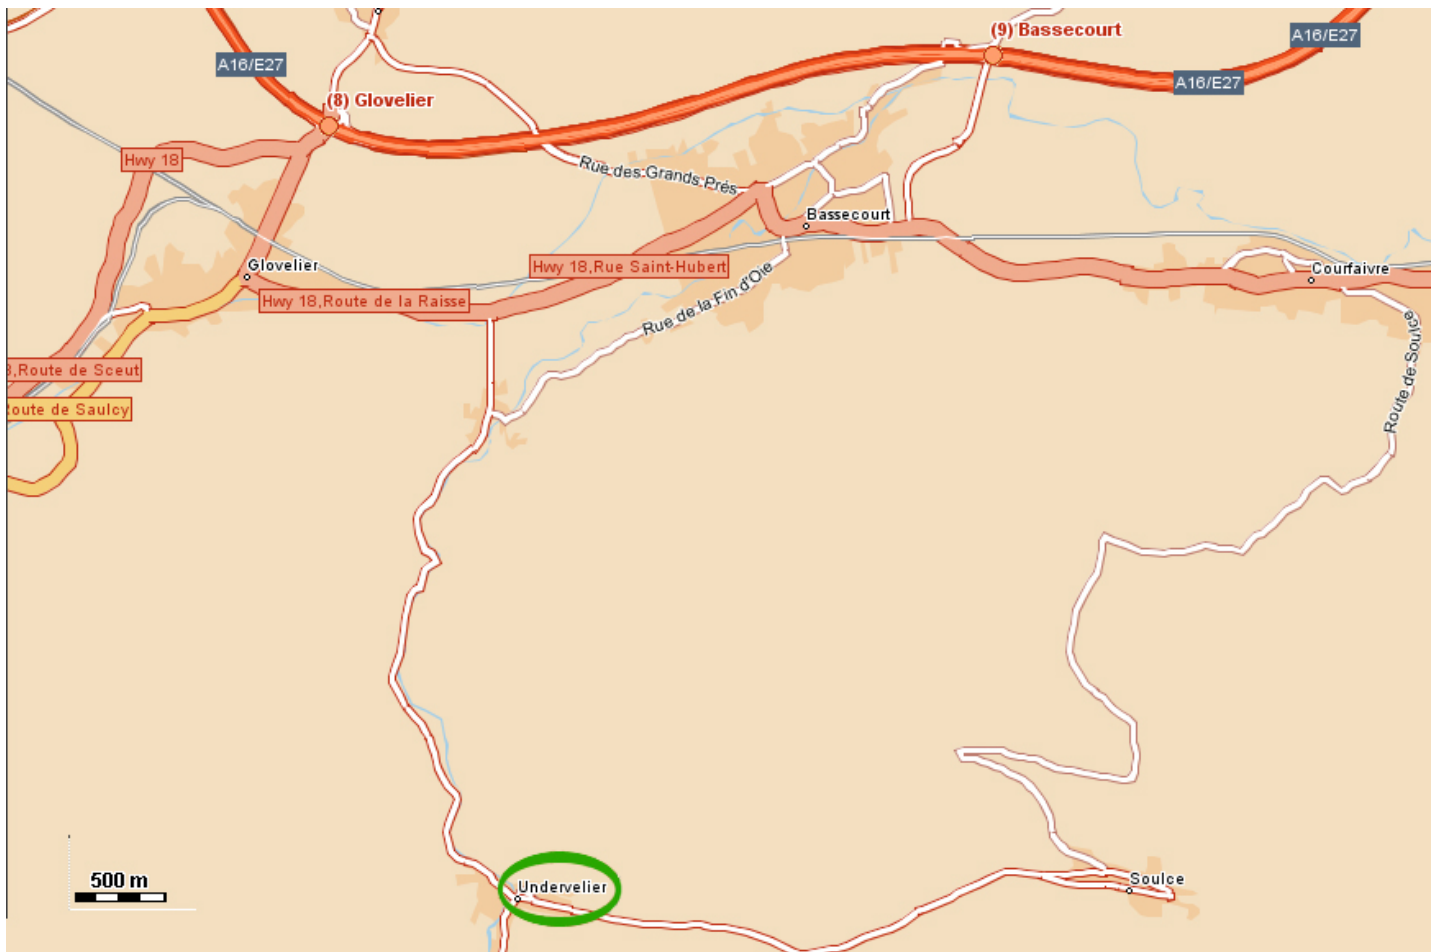 (9) Bassecourt
A16/E27
A16/E27
A16/E27
(8) Glovelier
Hwy 18
Rue des Grands Prés
Bassecourt
Glovelier
Hwy 18,Rue Saint-Hubert
Courfaivre
Hwy 18,Route de la Raisse
Rue de la Fin d'Oie
Route de Soulce
8,Route de Sceut
Route de Saulcy
500 m
Undervelier
Soulce